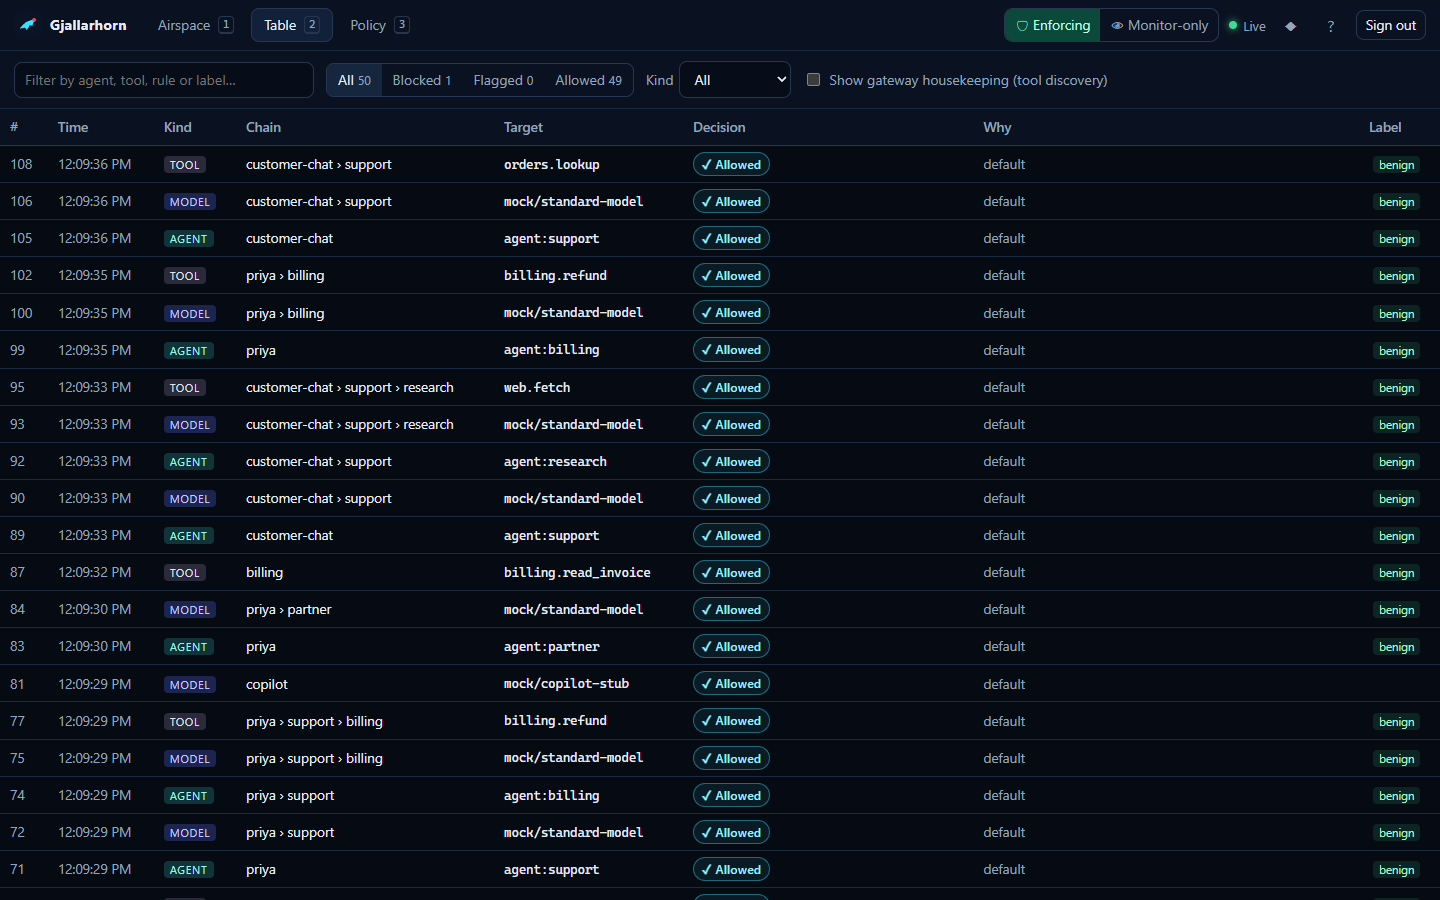 Gjallarhorn Airspace 1 Table 2 Policy 3 Enforcing Monitor-only Live ? Sign out
Filter by agent, tool, rule or label... All 50 Blocked 1 Flagged 0 Allowed 49 Kind All Show gateway housekeeping (tool discovery)
# Time Kind Chain Target Decision Why Label
108 12:09:36 PM TOOL customer-chat › support orders.lookup ✓ Allowed default benign
106 12:09:36 PM MODEL customer-chat › support mock/standard-model ✓ Allowed default benign
105 12:09:36 PM AGENT customer-chat agent:support ✓ Allowed default benign
102 12:09:35 PM TOOL priya › billing billing.refund ✓ Allowed default benign
100 12:09:35 PM MODEL priya › billing mock/standard-model ✓ Allowed default benign
99 12:09:35 PM AGENT priya agent:billing ✓ Allowed default benign
95 12:09:33 PM TOOL customer-chat › support › research web.fetch ✓ Allowed default benign
93 12:09:33 PM MODEL customer-chat › support › research mock/standard-model ✓ Allowed default benign
92 12:09:33 PM AGENT customer-chat › support agent:research ✓ Allowed default benign
90 12:09:33 PM MODEL customer-chat › support mock/standard-model ✓ Allowed default benign
89 12:09:33 PM AGENT customer-chat agent:support ✓ Allowed default benign
87 12:09:32 PM TOOL billing billing.read_invoice ✓ Allowed default benign
84 12:09:30 PM MODEL priya › partner mock/standard-model ✓ Allowed default benign
83 12:09:30 PM AGENT priya agent:partner ✓ Allowed default benign
81 12:09:29 PM MODEL copilot mock/copilot-stub ✓ Allowed default
77 12:09:29 PM TOOL priya › support › billing billing.refund ✓ Allowed default benign
75 12:09:29 PM MODEL priya › support › billing mock/standard-model ✓ Allowed default benign
74 12:09:29 PM AGENT priya › support agent:billing ✓ Allowed default benign
72 12:09:29 PM MODEL priya › support mock/standard-model ✓ Allowed default benign
71 12:09:29 PM AGENT priya agent:support ✓ Allowed default benign